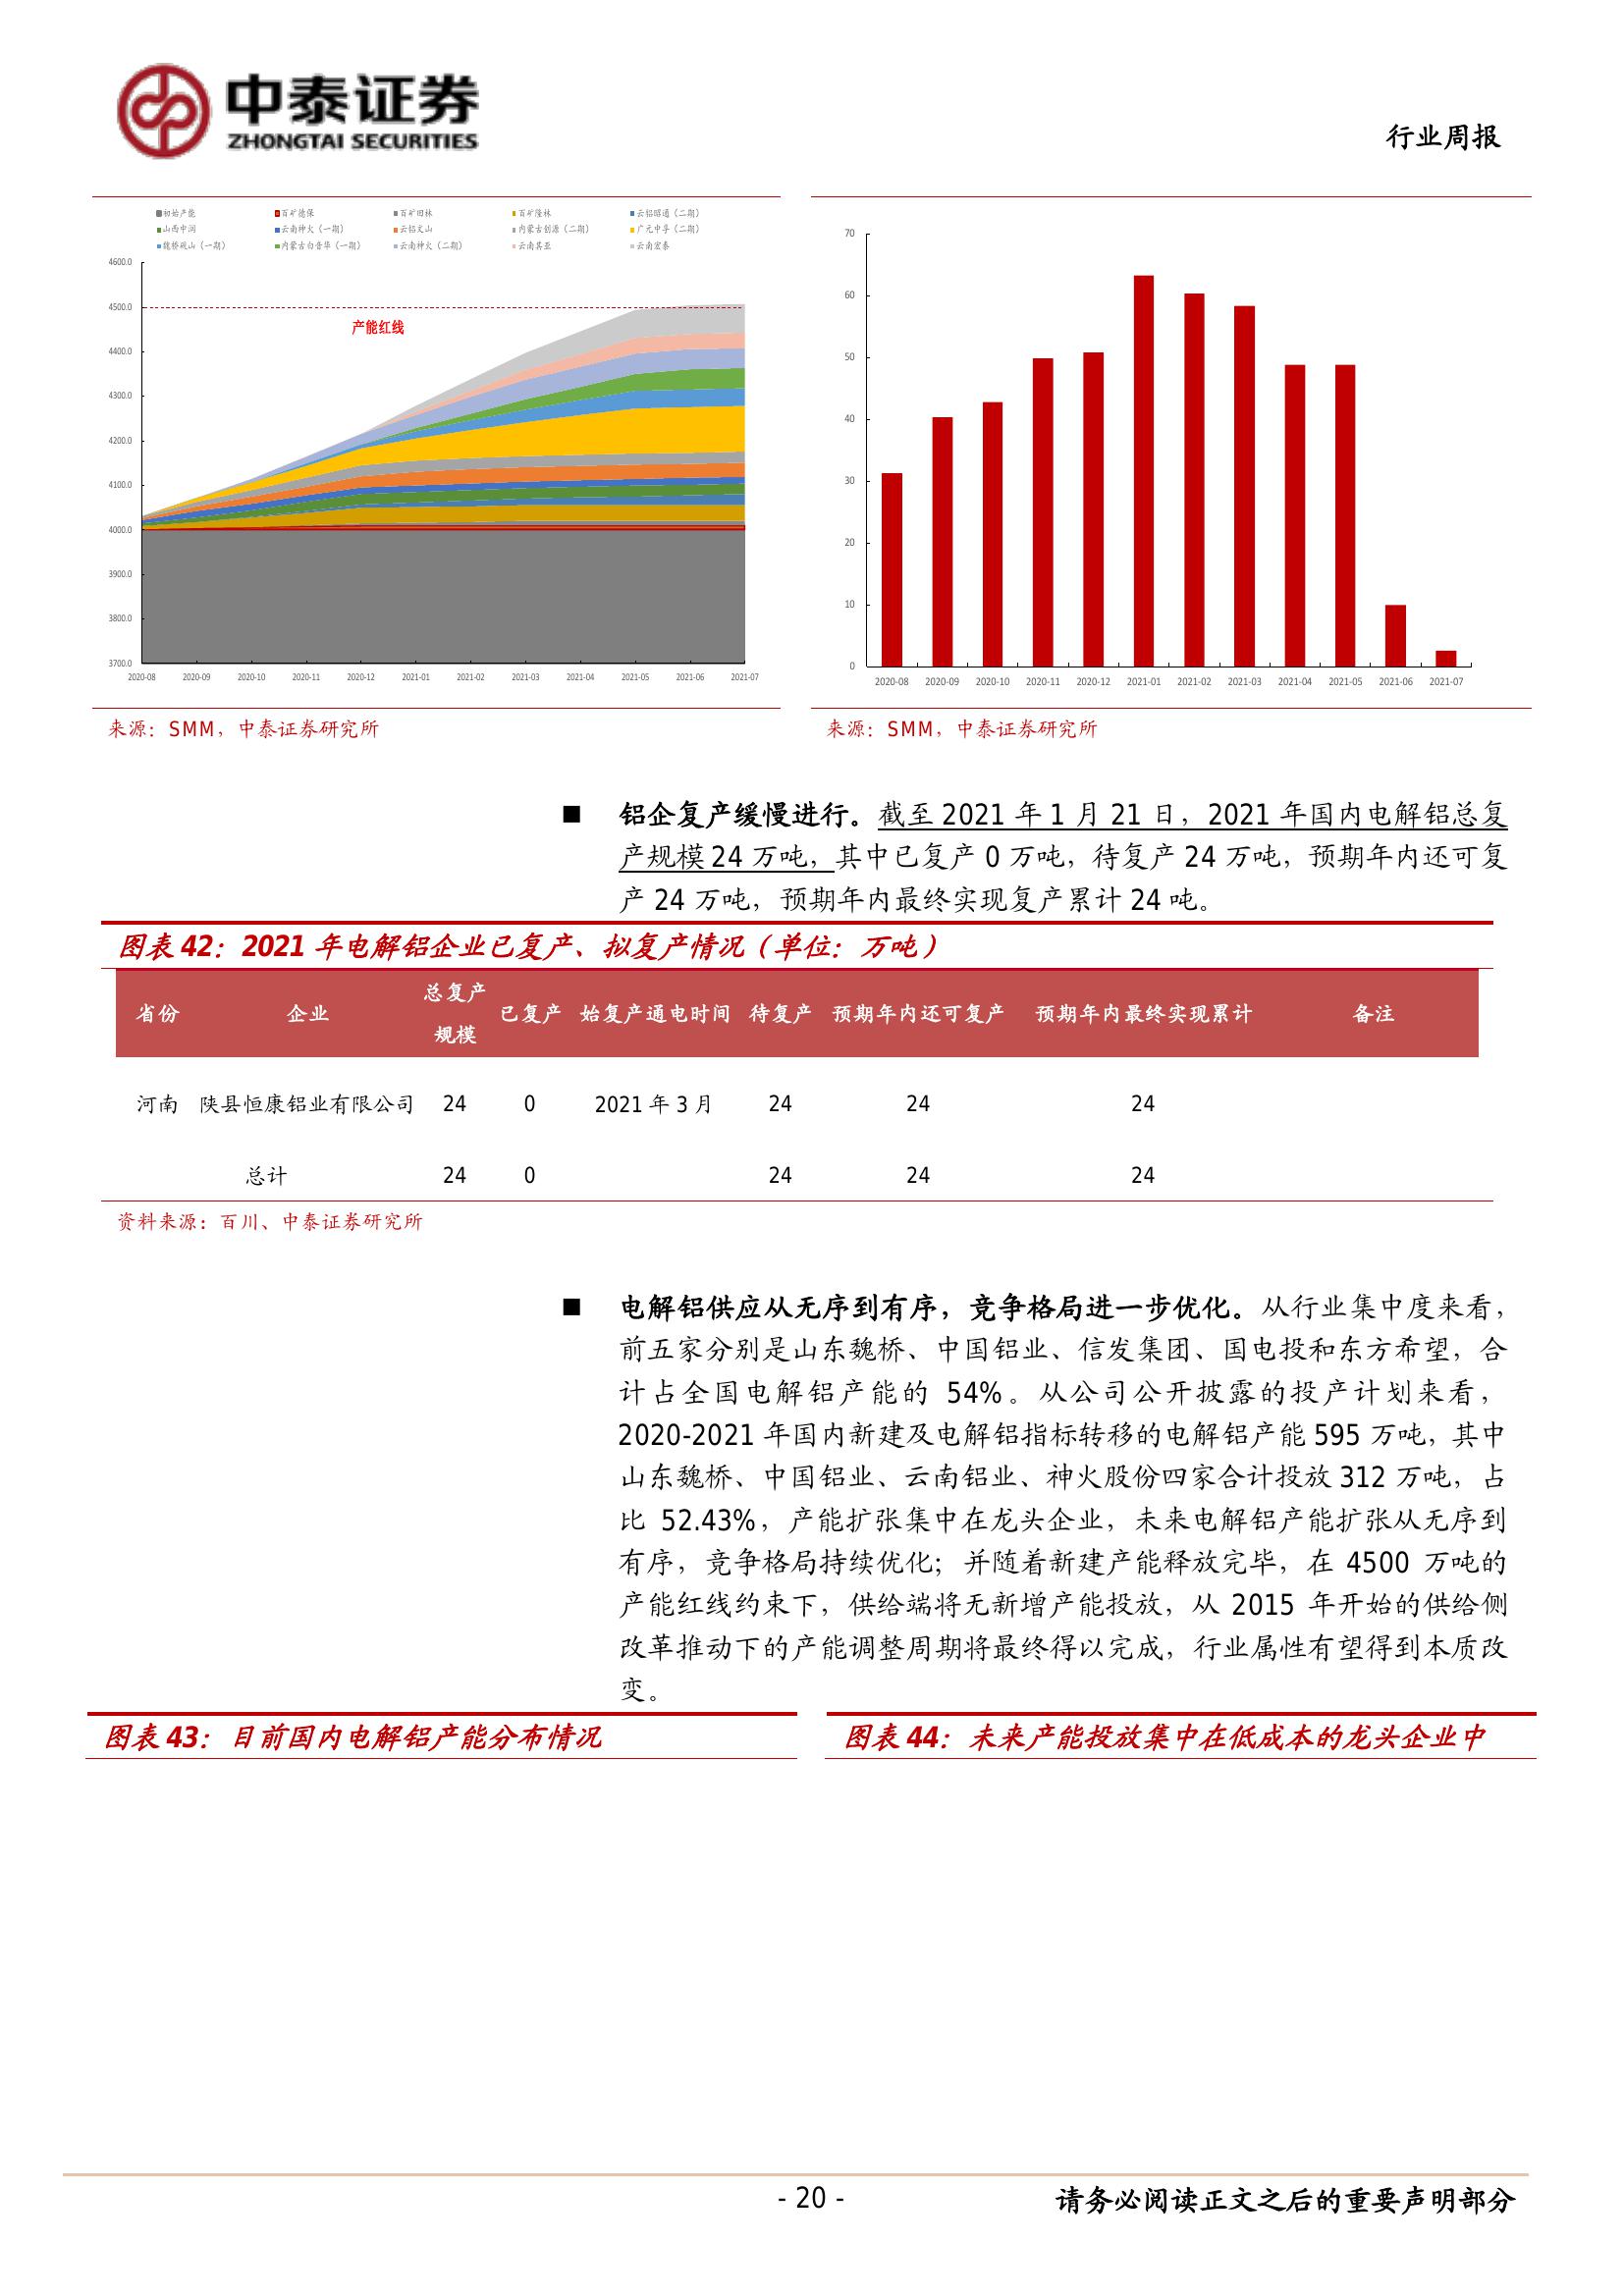 中泰证券
ZHONGTAI SECURITIES
行业周报
初始产能 百矿德保 百矿田林 百矿隆林 云铝昭通（二期）
山西中润 云南神火（一期） 云铝文山 内蒙古创源（二期） 广元中孚（二期）
魏桥砚山（一期） 内蒙古白音华（一期） 云南神火（二期） 云南其亚 云南宏泰
4600.0
4500.0
产能红线
4400.0
4300.0
4200.0
4100.0
4000.0
3900.0
3800.0
3700.0
2020-08 2020-09 2020-10 2020-11 2020-12 2021-01 2021-02 2021-03 2021-04 2021-05 2021-06 2021-07
70
60
50
40
30
20
10
0
2020-08 2020-09 2020-10 2020-11 2020-12 2021-01 2021-02 2021-03 2021-04 2021-05 2021-06 2021-07
来源：SMM，中泰证券研究所
来源：SMM，中泰证券研究所
■ 铝企复产缓慢进行。截至 2021 年 1 月 21 日，2021 年国内电解铝总复
产规模 24 万吨，其中已复产 0 万吨，待复产 24 万吨，预期年内还可复
产 24 万吨，预期年内最终实现复产累计 24 吨。
图表 42：2021 年电解铝企业已复产、拟复产情况（单位：万吨）
省份 企业 总复产规模 已复产 始复产通电时间 待复产 预期年内还可复产 预期年内最终实现累计 备注
河南 陕县恒康铝业有限公司 24 0 2021 年 3 月 24 24 24
总计 24 0 24 24 24
资料来源：百川、中泰证券研究所
■ 电解铝供应从无序到有序，竞争格局进一步优化。从行业集中度来看，
前五家分别是山东魏桥、中国铝业、信发集团、国电投和东方希望，合
计占全国电解铝产能的 54%。从公司公开披露的投产计划来看，
2020-2021 年国内新建及电解铝指标转移的电解铝产能 595 万吨，其中
山东魏桥、中国铝业、云南铝业、神火股份四家合计投放 312 万吨，占
比 52.43%，产能扩张集中在龙头企业，未来电解铝产能扩张从无序到
有序，竞争格局持续优化；并随着新建产能释放完毕，在 4500 万吨的
产能红线约束下，供给端将无新增产能投放，从 2015 年开始的供给侧
改革推动下的产能调整周期将最终得以完成，行业属性有望得到本质改
变。
图表 43：目前国内电解铝产能分布情况
图表 44：未来产能投放集中在低成本的龙头企业中
- 20 -
请务必阅读正文之后的重要声明部分